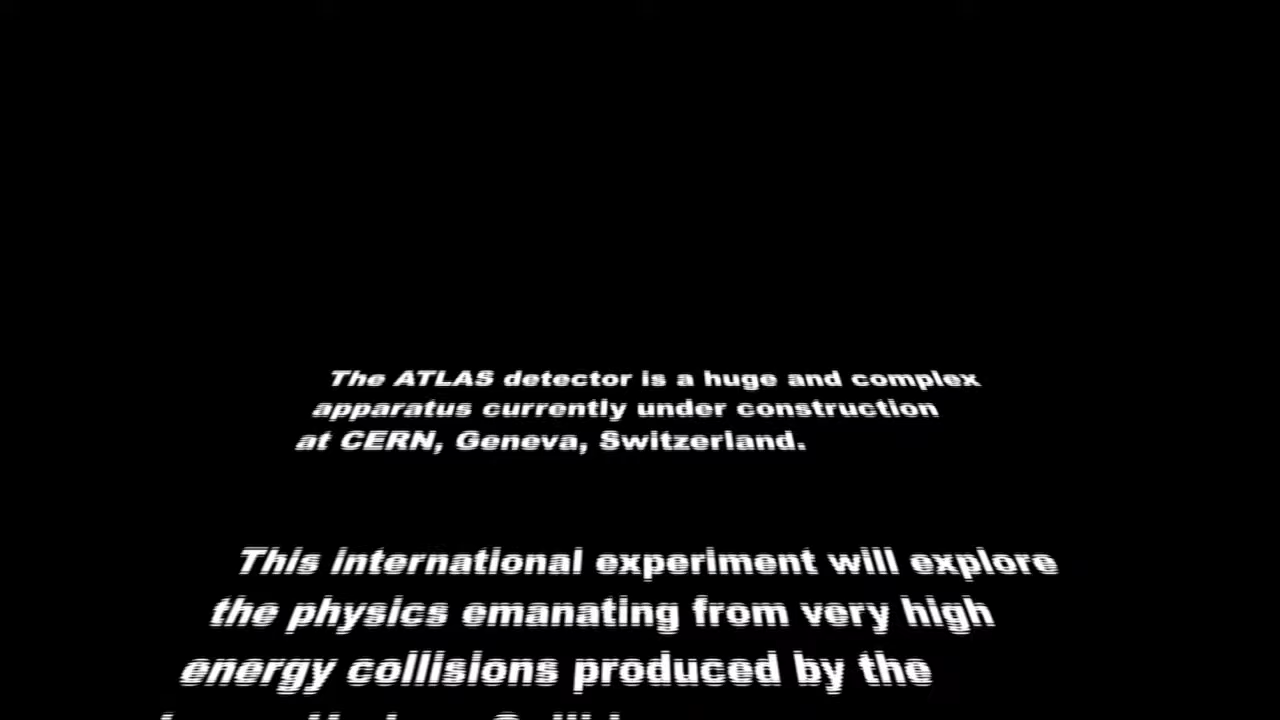 The ATLAS detector is a huge and complex
apparatus currently under construction
at CERN, Geneva, Switzerland.
This international experiment will explore
the physics emanating from very high
energy collisions produced by the